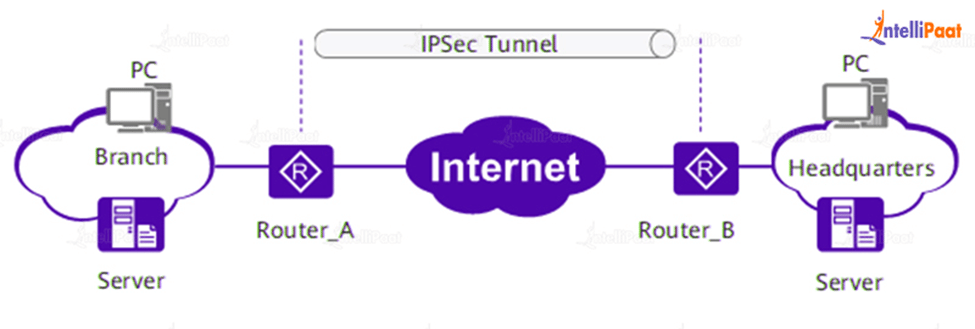 IntelliPaat
IPSec Tunnel
PC
PC
Branch
Internet
Headquarters
R
R
Router_A
Router_B
Server
Server